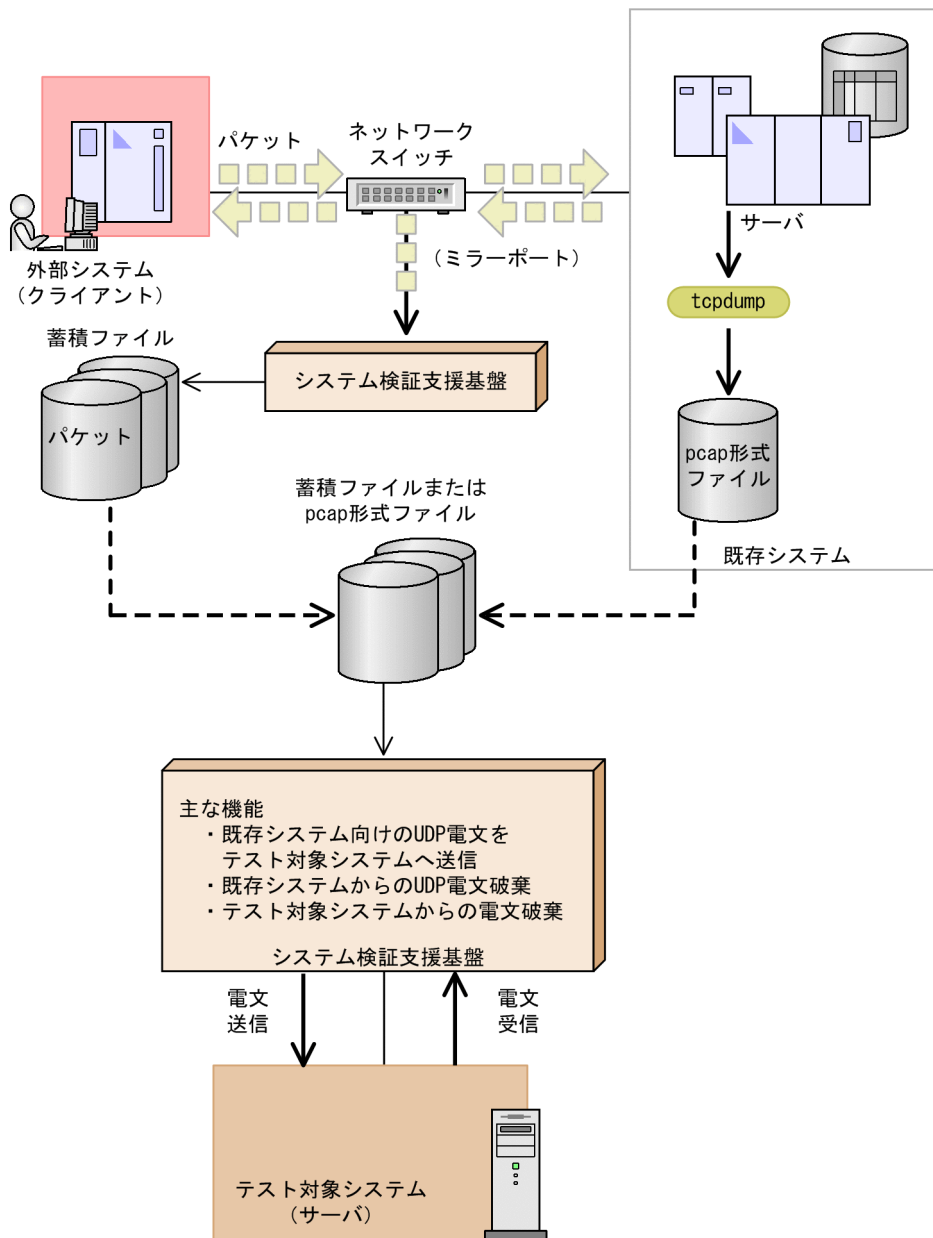 パケット
ネットワーク
スイッチ
サーバ
(ミラーポート)
外部システム
(クライアント)
tcpdump
蓄積ファイル
システム検証支援基盤
パケット
pcap形式
ファイル
蓄積ファイルまたは
pcap形式ファイル
既存システム
主な機能
・既存システム向けのUDP電文を
テスト対象システムへ送信
・既存システムからのUDP電文破棄
・テスト対象システムからの電文破棄
システム検証支援基盤
電文
送信
電文
受信
テスト対象システム
(サーバ)